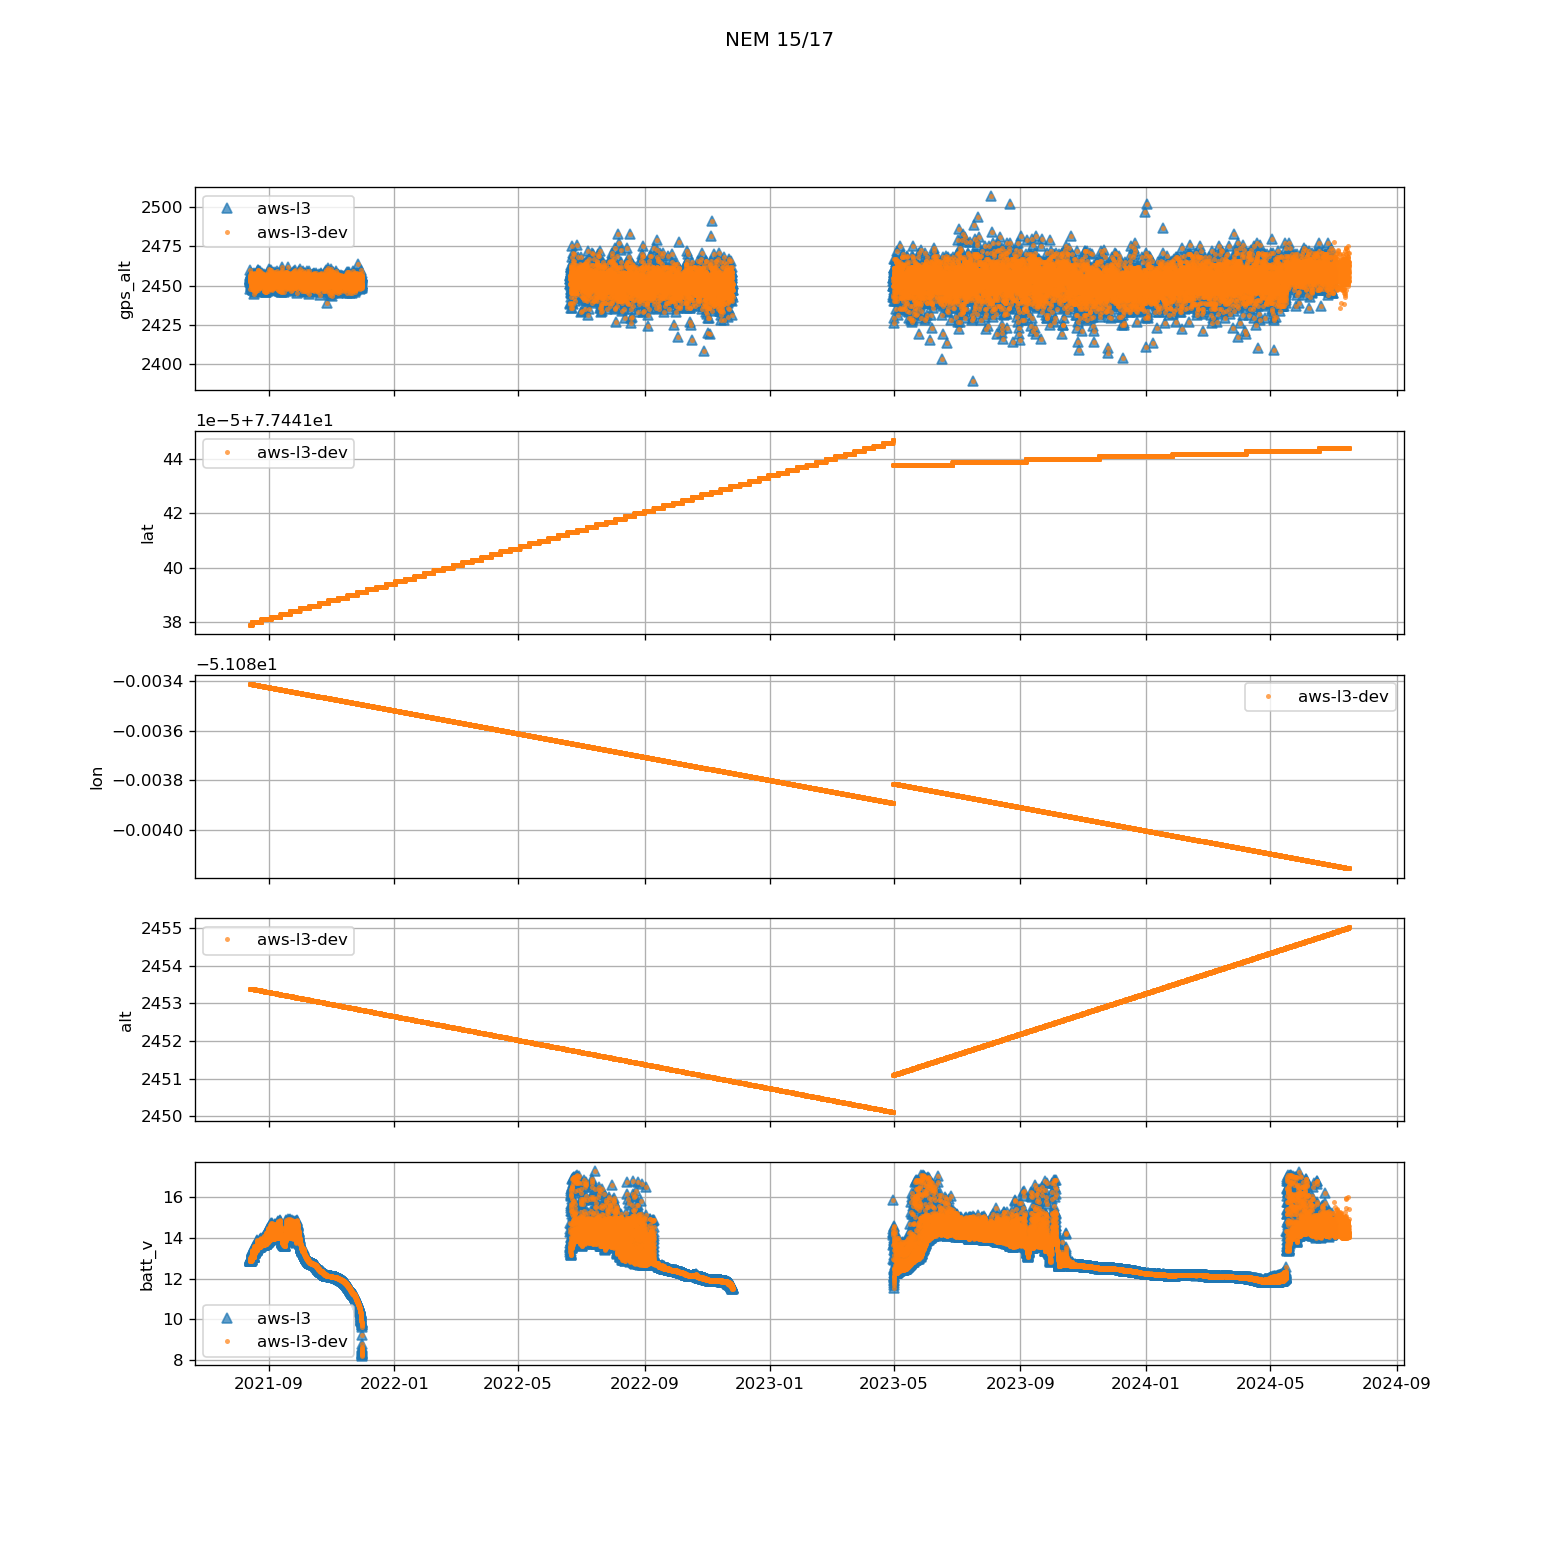 NEM 15/17
aws-l3
aws-l3-dev
2500
2475
2450
2425
2400
gps_alt
1e−5+7.7441e1
aws-l3-dev
44
42
40
38
lat
−5.108e1
aws-l3-dev
−0.0034
−0.0036
−0.0038
−0.0040
lon
aws-l3-dev
2455
2454
2453
2452
2451
2450
alt
16
14
12
10
8
batt_v
aws-l3
aws-l3-dev
2021-09 2022-01 2022-05 2022-09 2023-01 2023-05 2023-09 2024-01 2024-05 2024-09